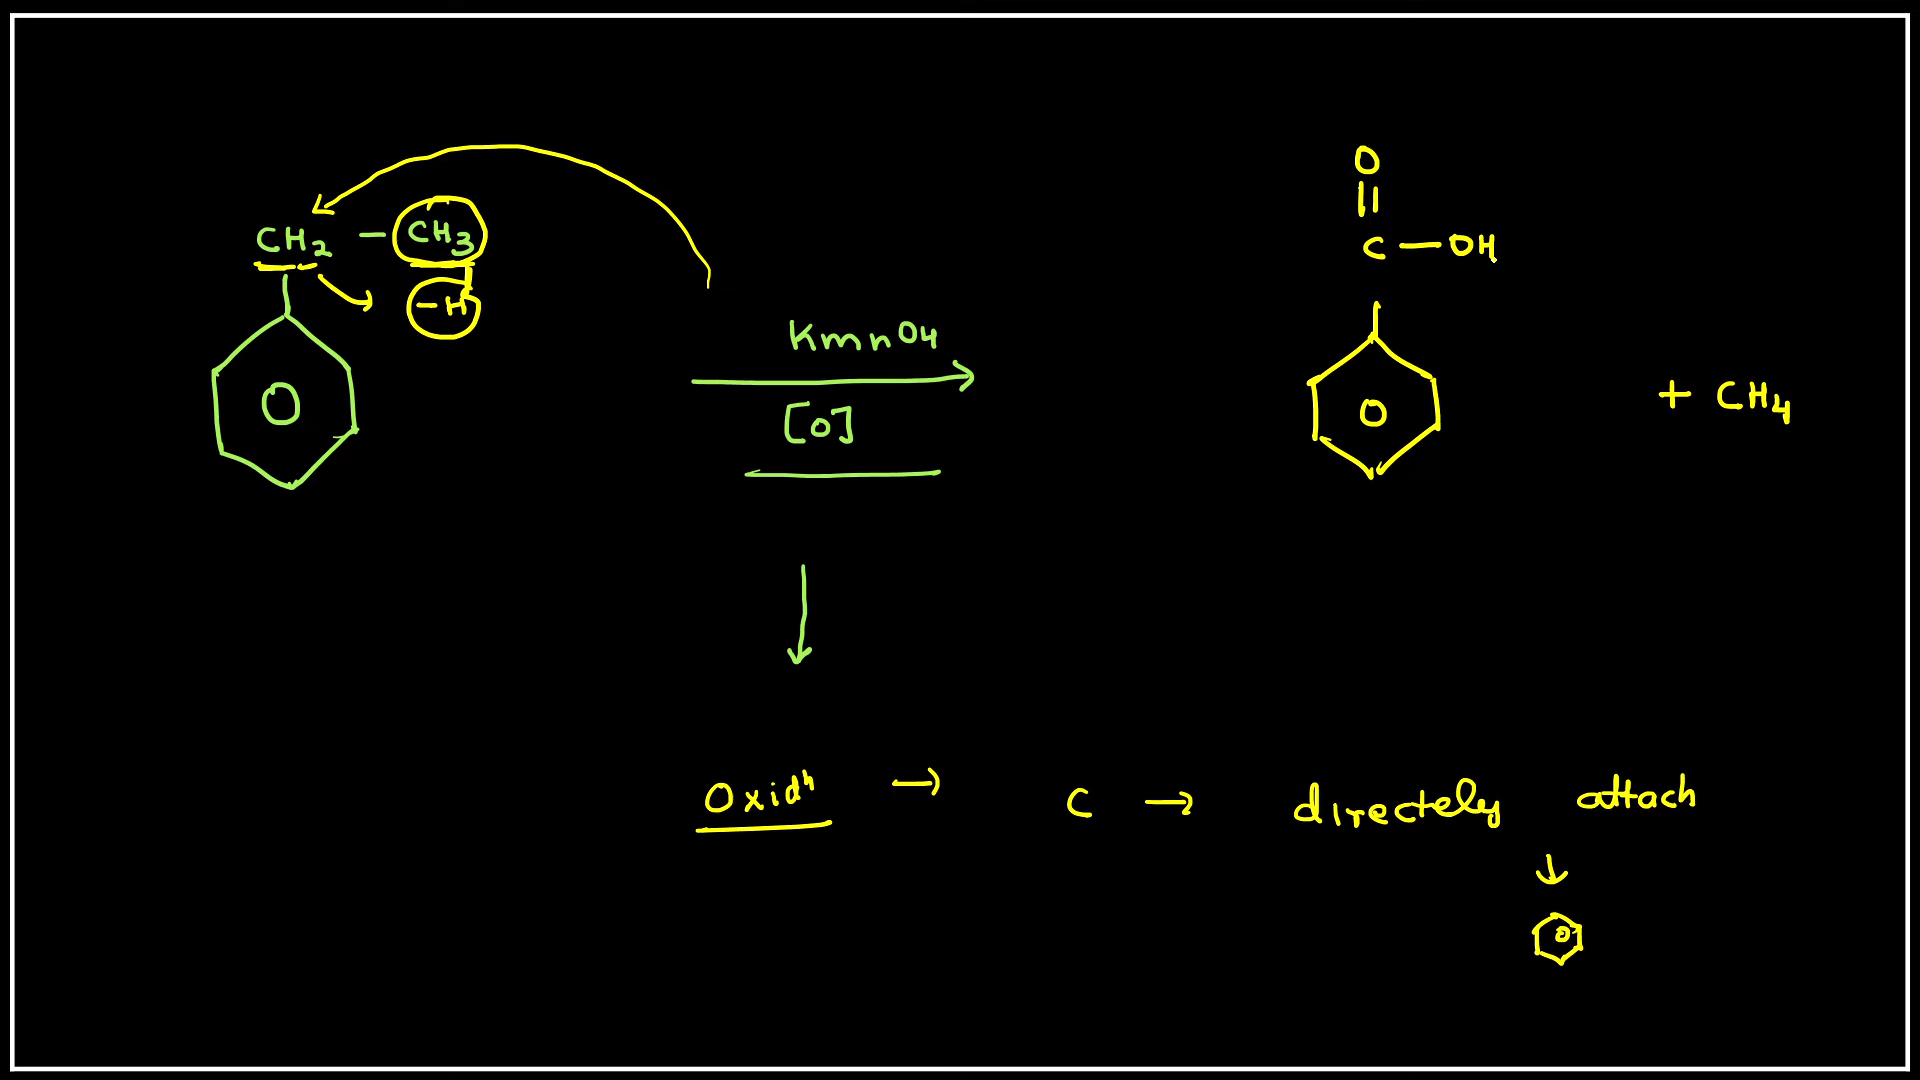 O
||
C — OH
CH2 — CH3
– H
KmnO4
[O]
O
O
+ CH4
Oxidn → C → directely attach
↓
O